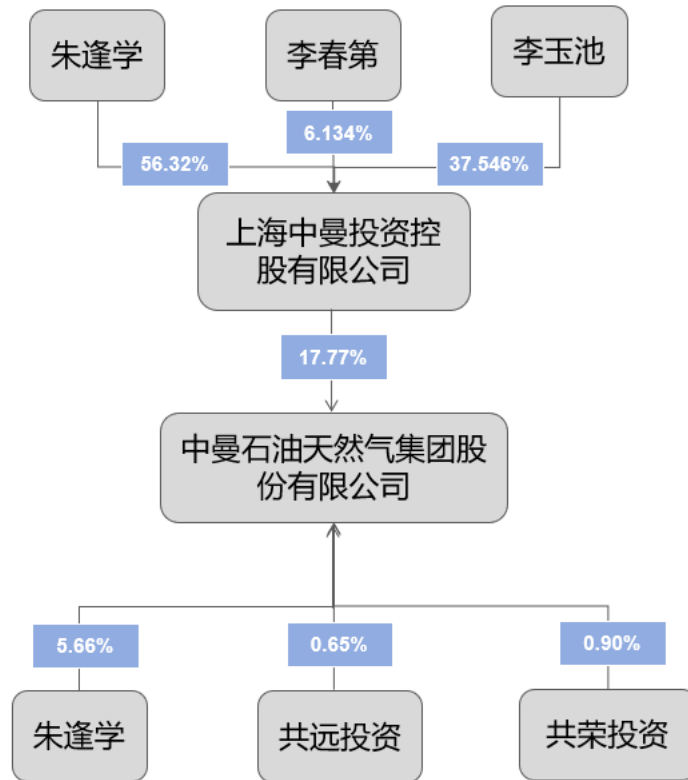 朱逢学
李春第
李玉池
6.134%
56.32%
37.546%
上海中曼投资控
股有限公司
17.77%
中曼石油天然气集团股
份有限公司
5.66%
0.65%
0.90%
朱逢学
共远投资
共荣投资